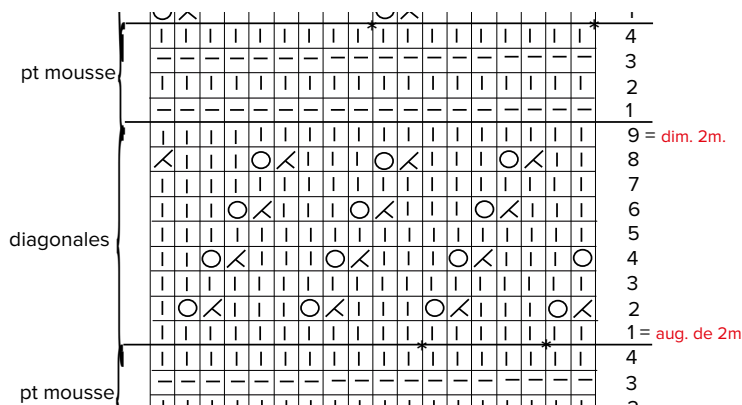 4
pt mousse
3
2
1
9 = dim. 2m.
8
7
6
diagonales
5
4
3
2
1 = aug. de 2m
4
pt mousse
3